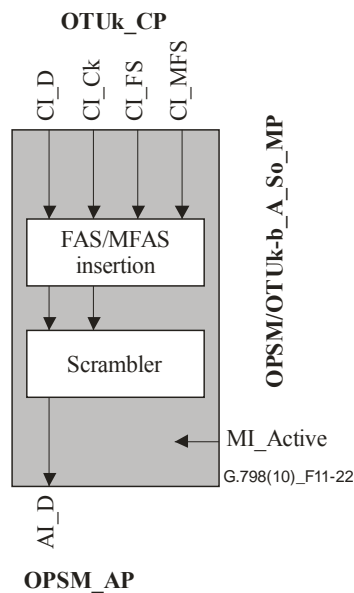 OTUk_CP
CI_D
CI_Ck
CI_FS
CI_MFS
OPSM/OTUk-b_A_So_MP
FAS/MFAS
insertion
Scrambler
MI_Active
G.798(10)_F11-22
AI_D
OPSM_AP